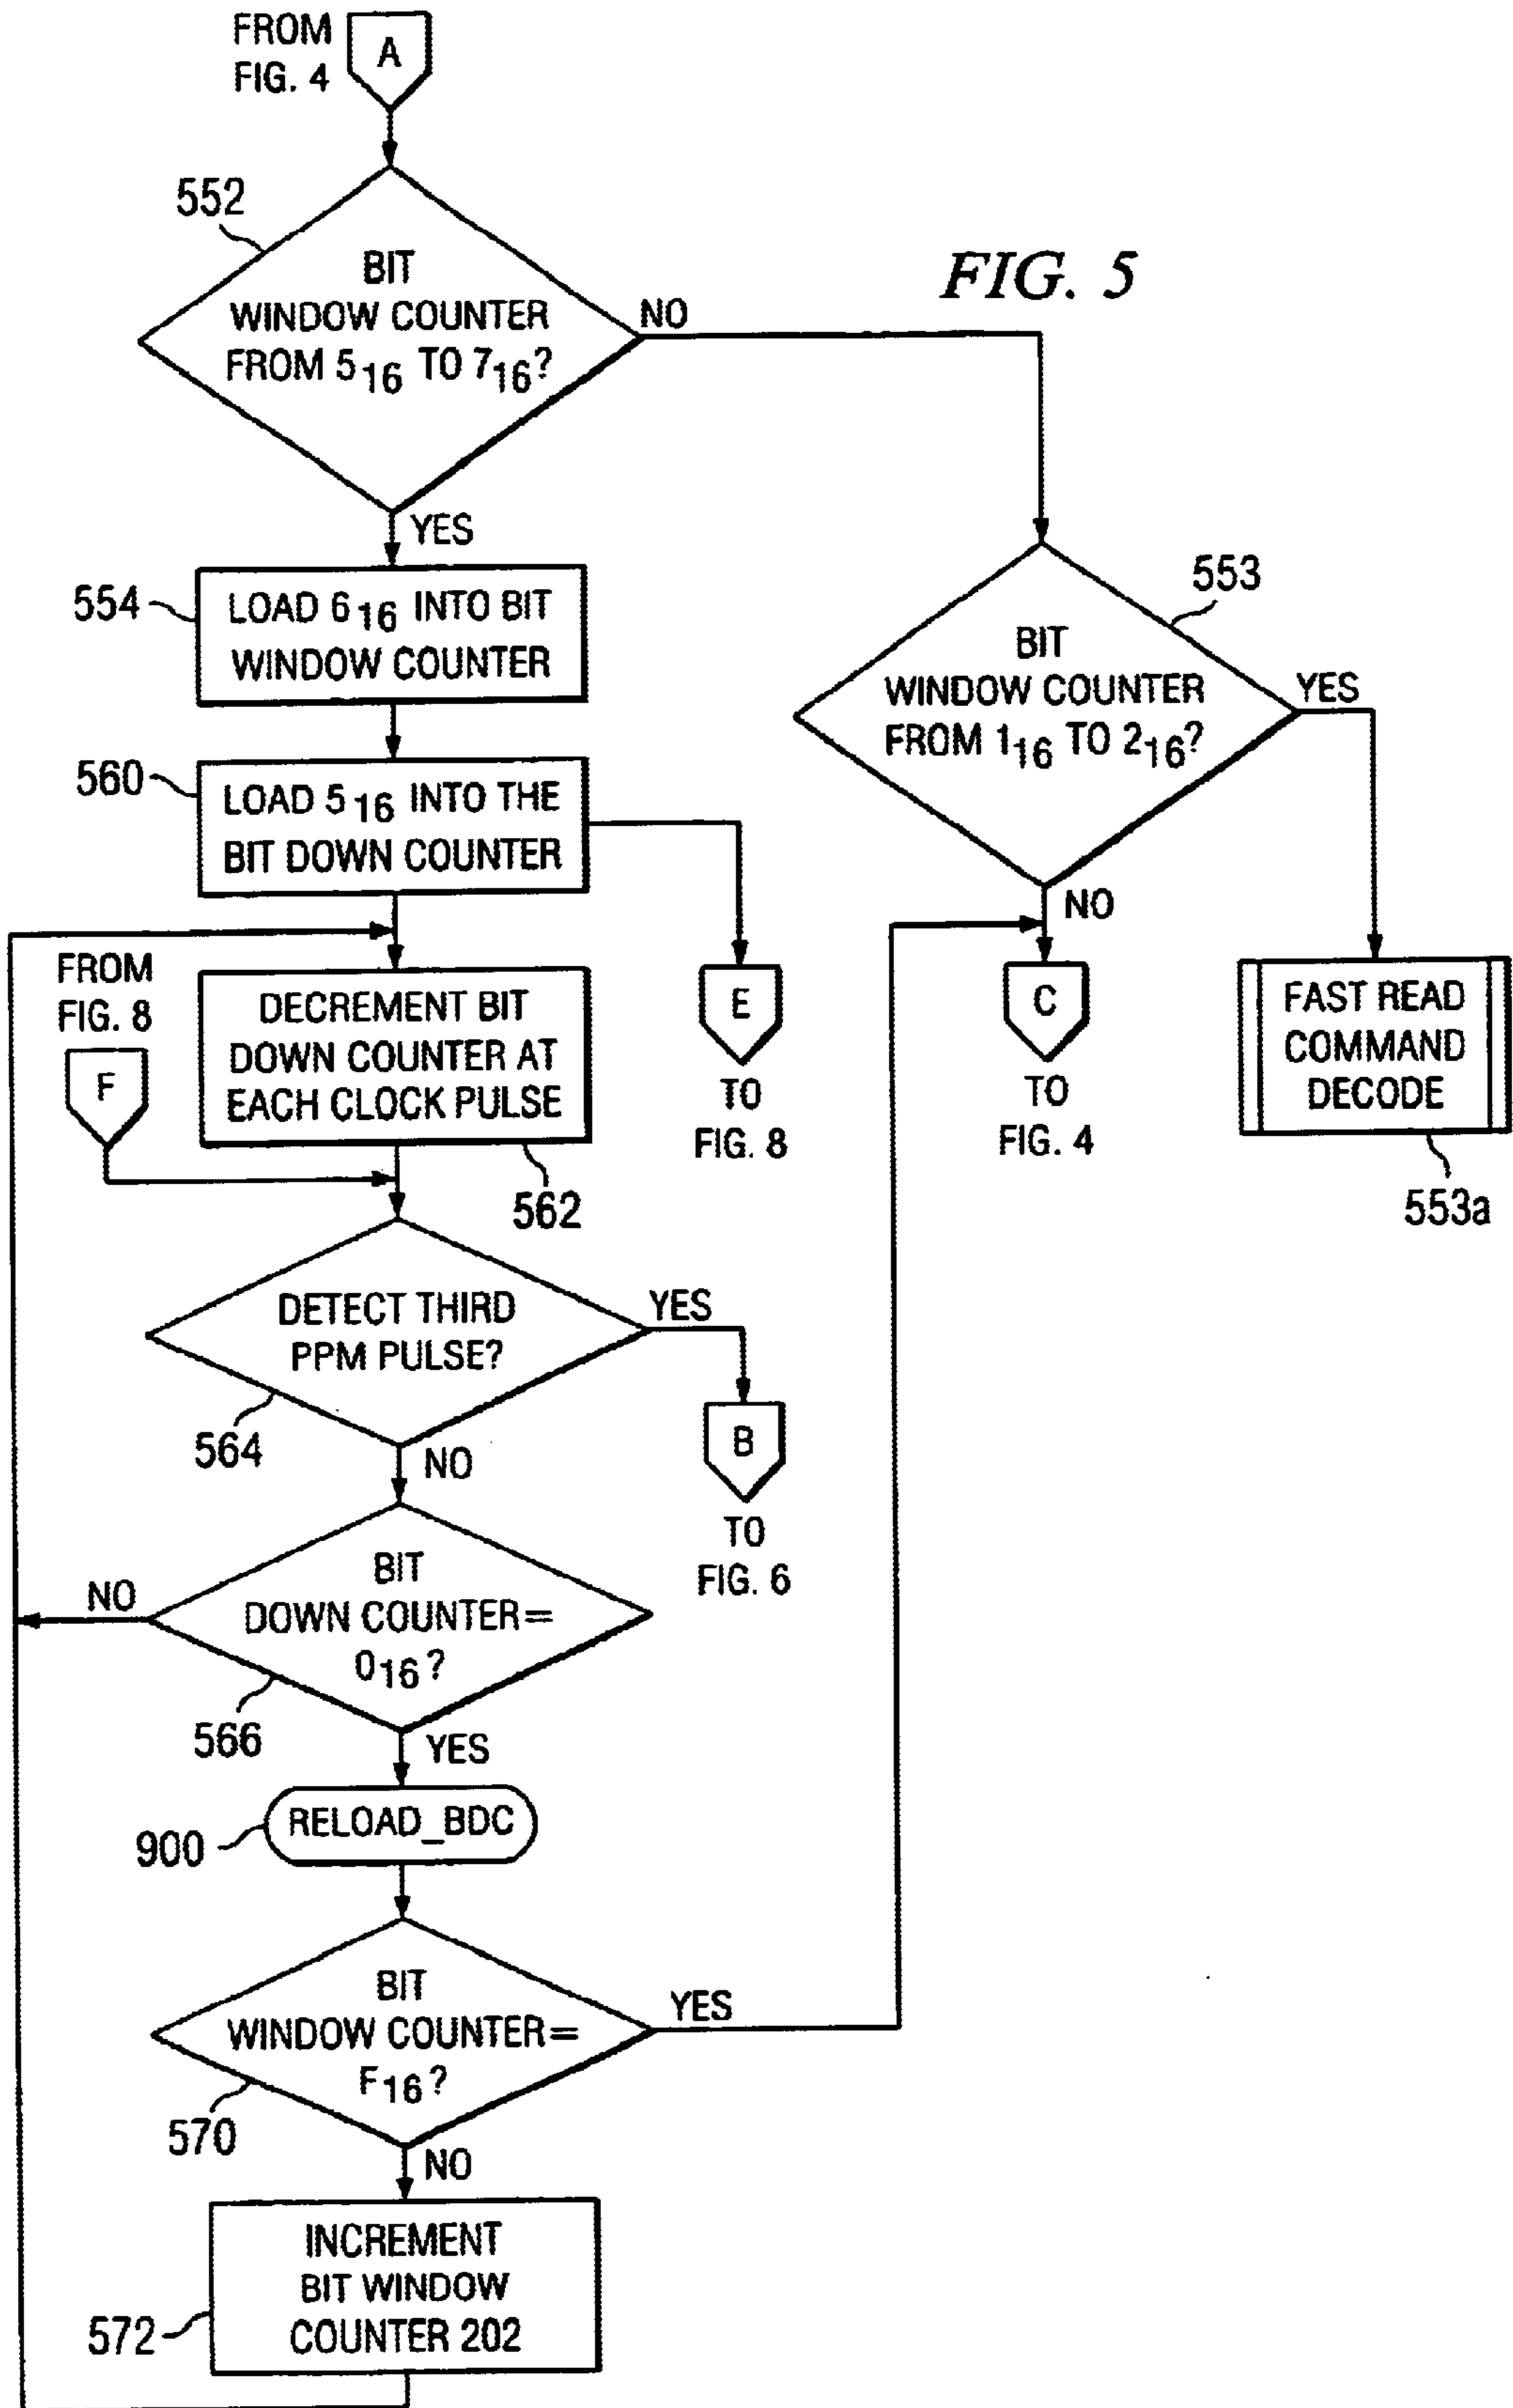 FROM
FIG. 4
A
552
BIT
WINDOW COUNTER
FROM 5₁₆ TO 7₁₆?
NO
FIG. 5
YES
554
LOAD 6₁₆ INTO BIT
WINDOW COUNTER
553
BIT
WINDOW COUNTER
FROM 1₁₆ TO 2₁₆?
YES
560
LOAD 5₁₆ INTO THE
BIT DOWN COUNTER
NO
FROM
FIG. 8
F
DECREMENT BIT
DOWN COUNTER AT
EACH CLOCK PULSE
562
E
TO
FIG. 8
C
TO
FIG. 4
FAST READ
COMMAND
DECODE
553a
DETECT THIRD
PPM PULSE?
YES
564
NO
B
TO
FIG. 6
BIT
DOWN COUNTER=
0₁₆?
NO
566
YES
RELOAD_BDC
900
BIT
WINDOW COUNTER=
F₁₆?
YES
570
NO
INCREMENT
BIT WINDOW
COUNTER 202
572